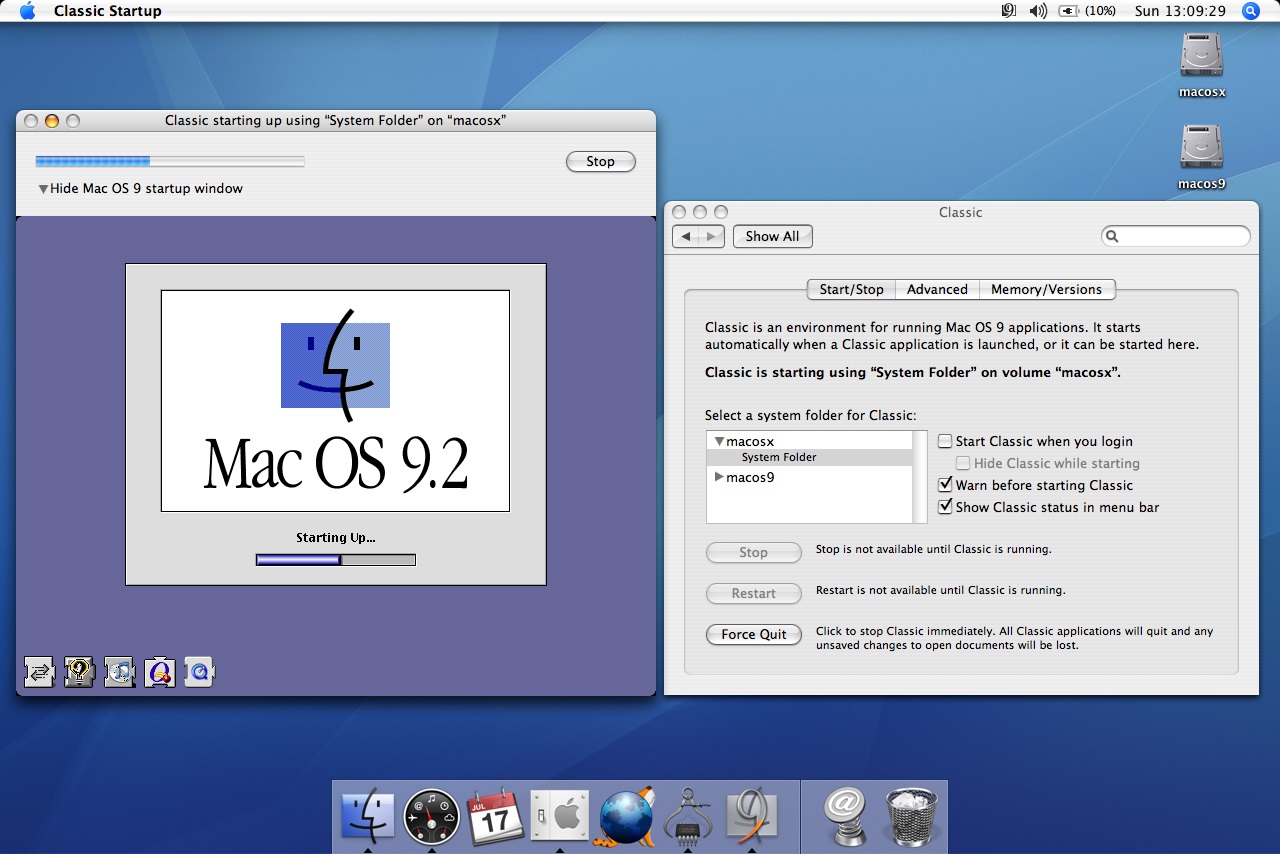 Classic Startup
(10%)
Sun 13:09:29
macosx
macos9
Classic starting up using “System Folder” on “macosx”
Stop
Hide Mac OS 9 startup window
Mac OS 9.2
Starting Up...
Classic
Show All
Start/Stop
Advanced
Memory/Versions
Classic is an environment for running Mac OS 9 applications. It starts
automatically when a Classic application is launched, or it can be started here.
Classic is starting using “System Folder” on volume “macosx”.
Select a system folder for Classic:
macosx
System Folder
macos9
Start Classic when you login
Hide Classic while starting
Warn before starting Classic
Show Classic status in menu bar
Stop
Stop is not available until Classic is running.
Restart
Restart is not available until Classic is running.
Force Quit
Click to stop Classic immediately. All Classic applications will quit and any
unsaved changes to open documents will be lost.
JUL
17
@